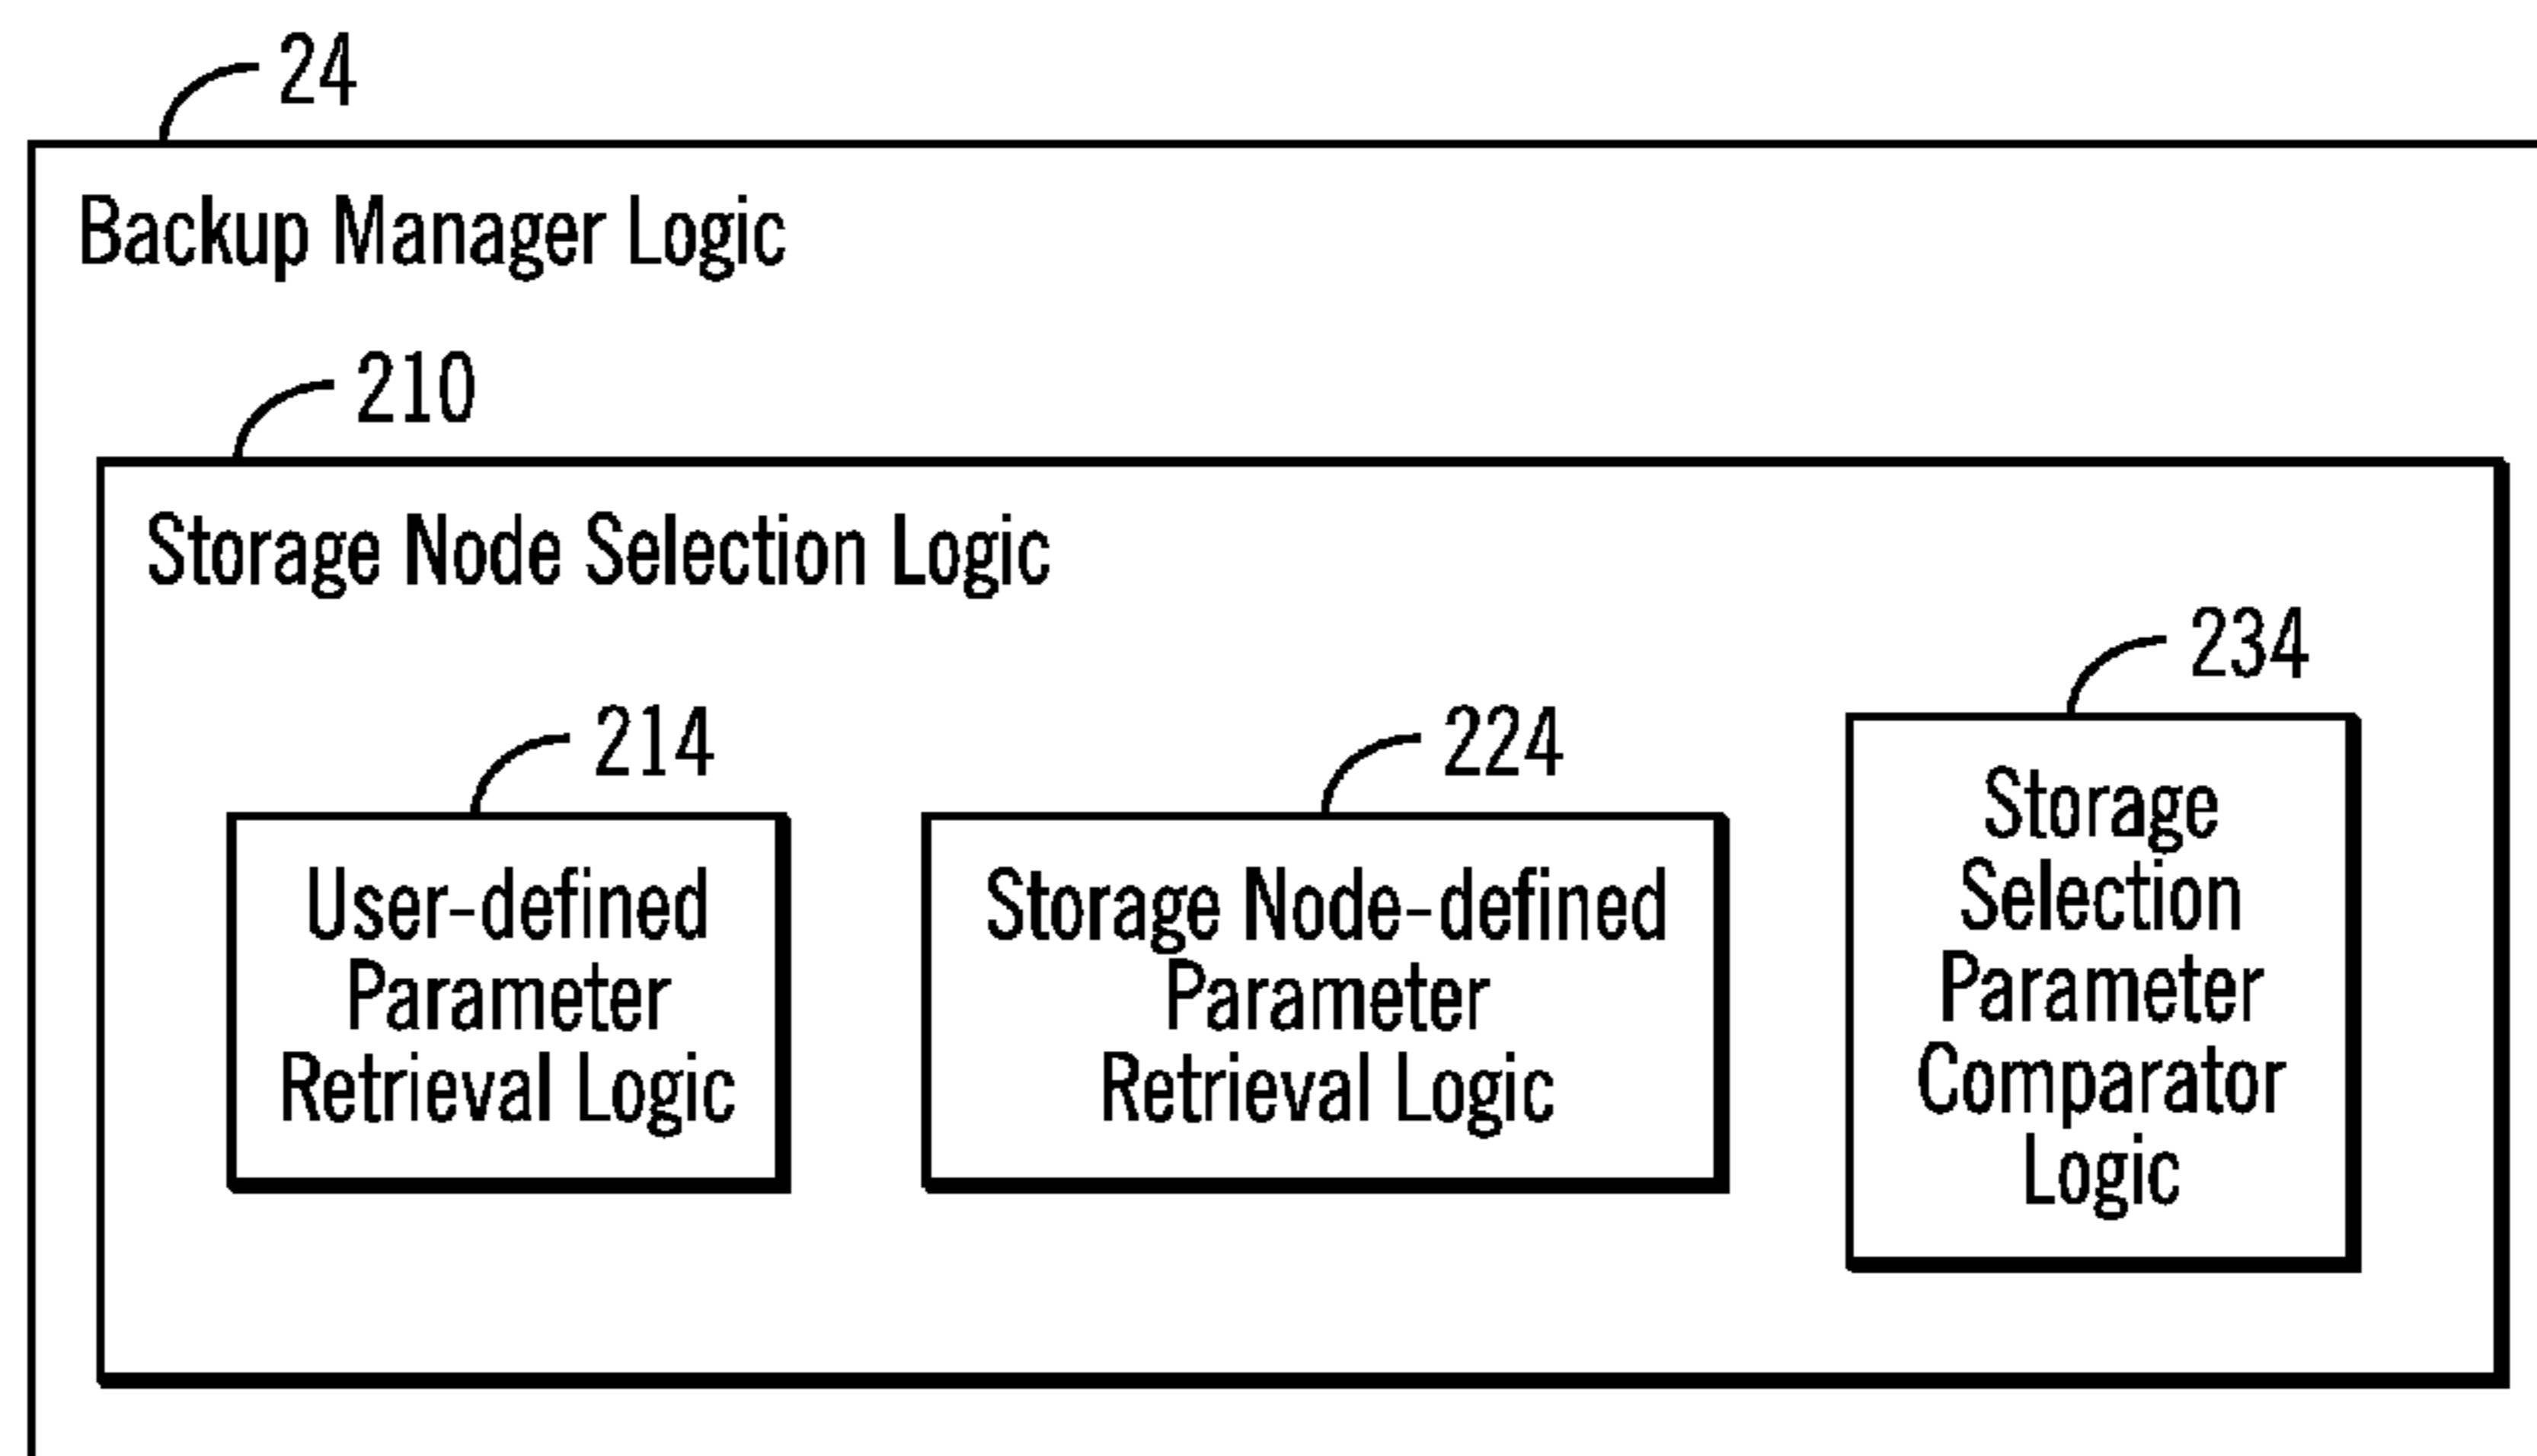 24
Backup Manager Logic
210
Storage Node Selection Logic
214
User-defined
Parameter
Retrieval Logic
224
Storage Node-defined
Parameter
Retrieval Logic
234
Storage
Selection
Parameter
Comparator
Logic